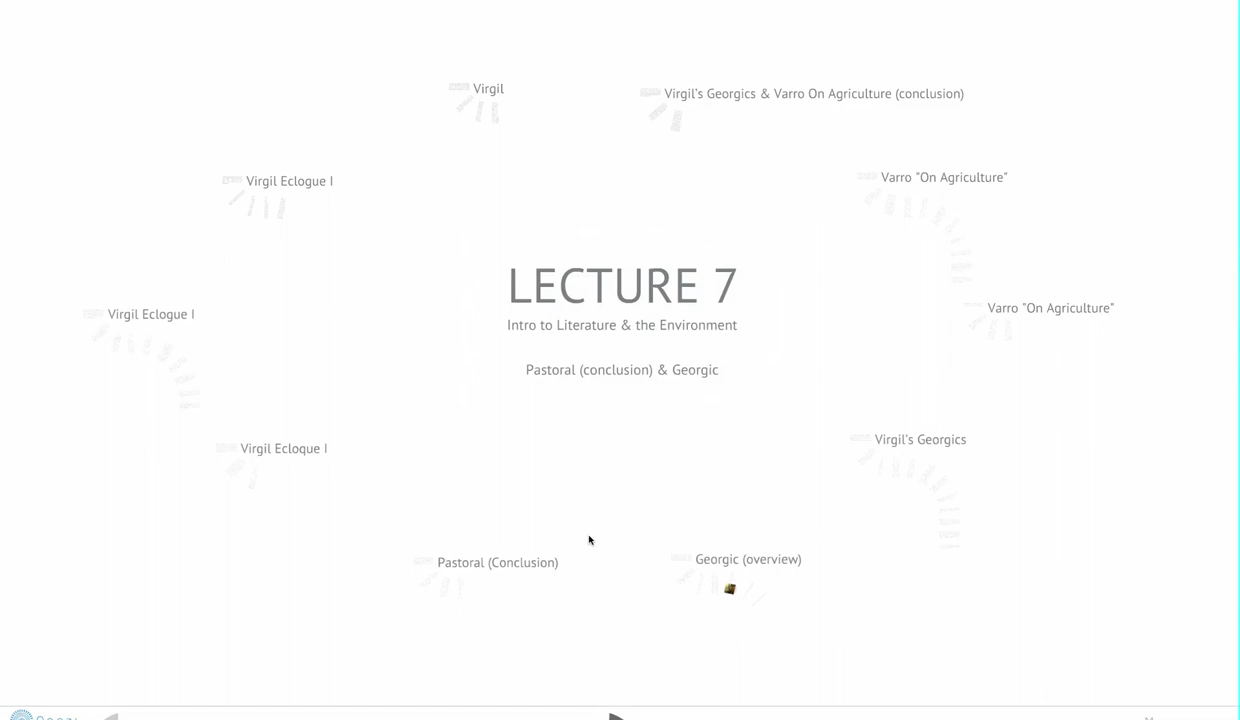 Virgil
Virgil's Georgics & Varro On Agriculture (conclusion)
Virgil Eclogue I
Varro "On Agriculture"
LECTURE 7
Intro to Literature & the Environment
Pastoral (conclusion) & Georgic
Virgil Eclogue I
Varro "On Agriculture"
Virgil Ecloque I
Virgil's Georgics
Pastoral (Conclusion)
Georgic (overview)